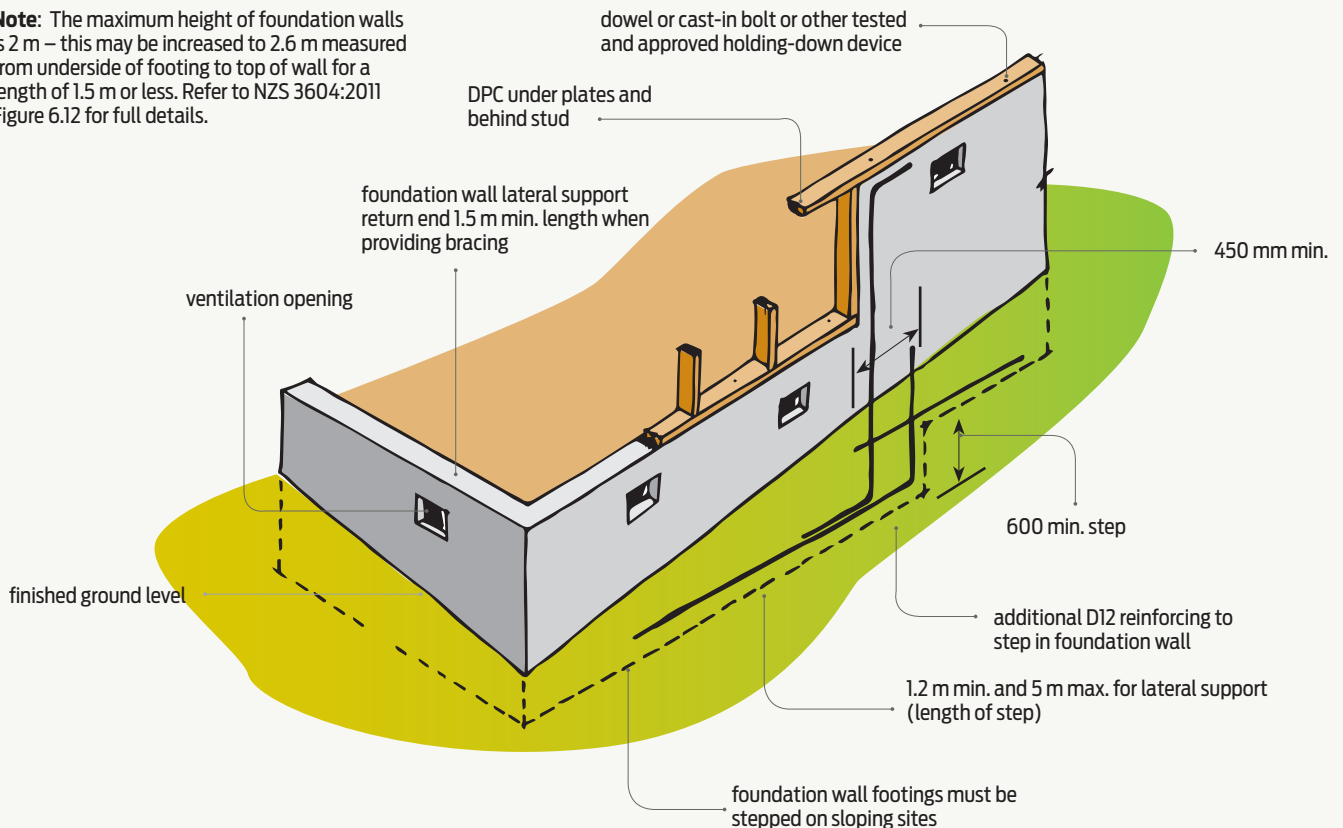 Note: The maximum height of foundation walls
s 2 m – this may be increased to 2.6 m measured
rom underside of footing to top of wall for a
ength of 1.5 m or less. Refer to NZS 3604:2011
Figure 6.12 for full details.
dowel or cast-in bolt or other tested
and approved holding-down device
DPC under plates and
behind stud
foundation wall lateral support
return end 1.5 m min. length when
providing bracing
450 mm min.
ventilation opening
600 min. step
finished ground level
additional D12 reinforcing to
step in foundation wall
1.2 m min. and 5 m max. for lateral support
(length of step)
foundation wall footings must be
stepped on sloping sites